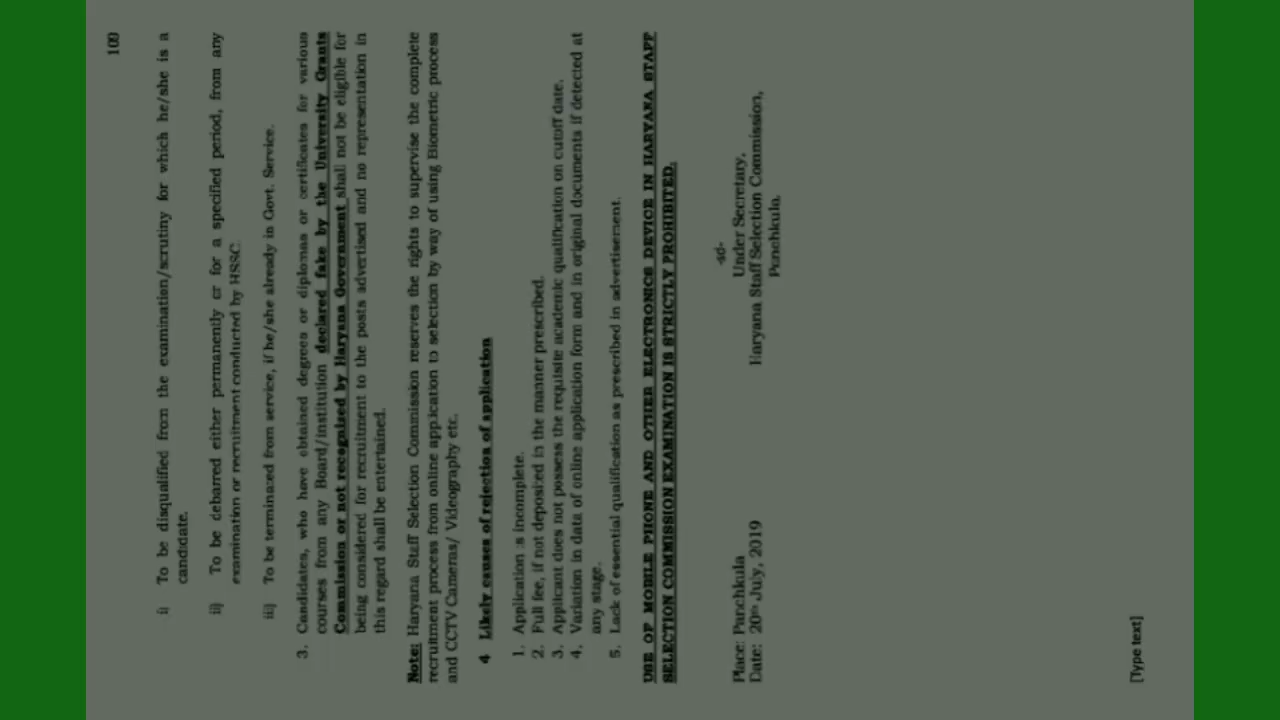 109
i) To be disqualified from the examination/scrutiny for which he/she is a
candidate.
ii) To be debarred either permanently or for a specified period, from any
examination or recruitment conducted by HSSC
iii) To be terminated from service, if he/she already in Govt. Service.
3. Candidates, who have obtained degrees or diplomas or certificates for various
courses from any Board/institution declared fake by the University Grants
Commission or not recognized by Haryana Government shall not be eligible for
being considered for recruitment to the posts advertised and no representation in
this regard shall be entertained.
Note: Haryana Staff Selection Commission reserves the rights to supervise the complete
recruitment process from online application to selection by way of using Biometric process
and CCTV Cameras/ Videography etc.
4 Likely causes of rejection of application
1. Application is incomplete.
2. Full fee, if not deposited in the manner prescribed.
3. Applicant does not possess the requisite academic qualification on cutoff date.
4. Variation in data of online application form and in original documents if detected at
any stage.
5. Lack of essential qualification as prescribed in advertisement.
USE OF MOBILE PHONE AND OTHER ELECTRONICS DEVICE IN HARYANA STAFF
SELECTION COMMISSION EXAMINATION IS STRICTLY PROHIBITED.
-sd-
Place: Panchkula Under Secretary,
Date: 20th July, 2019 Haryana Staff Selection Commission,
Panchkula.
[Type text]